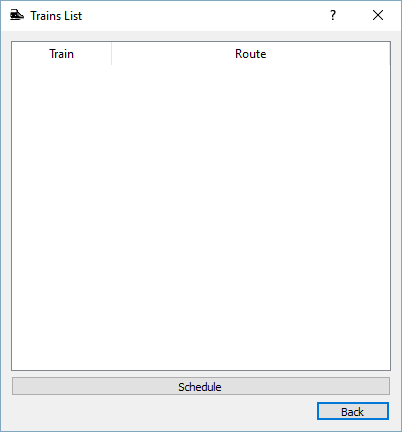 Trains List ?
Train Route
Schedule
Back